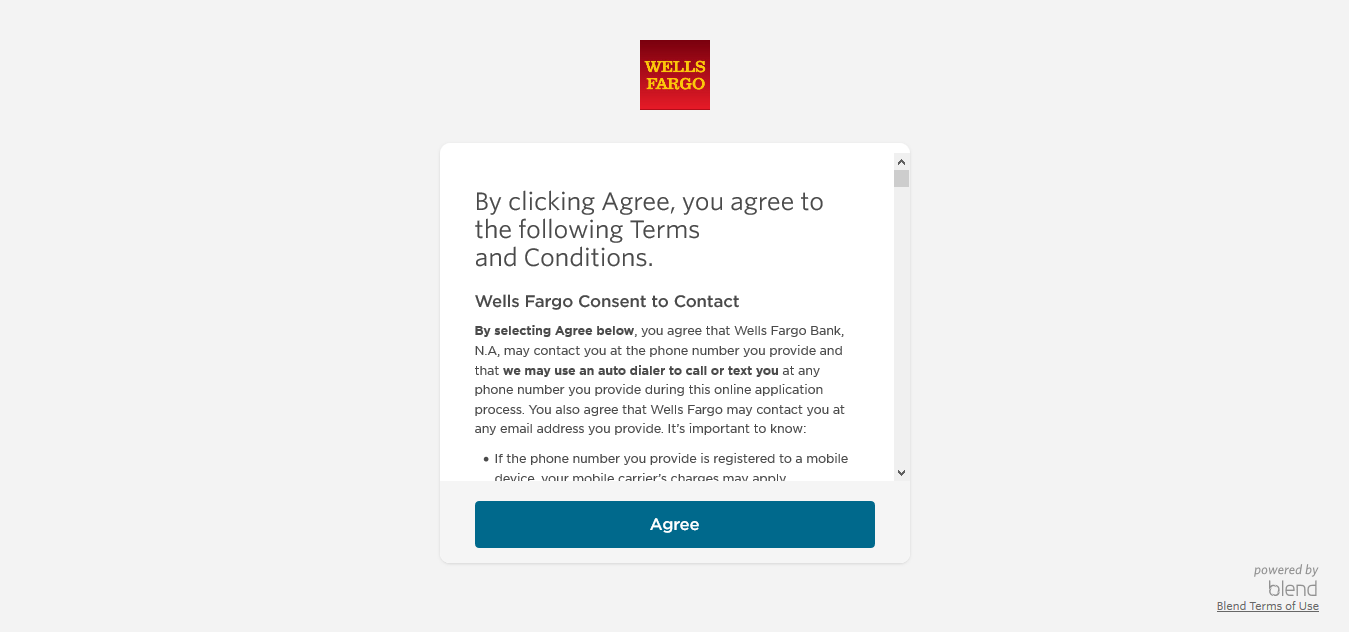 WELLS
FARGO
By clicking Agree, you agree to
the following Terms
and Conditions.
Wells Fargo Consent to Contact
By selecting Agree below, you agree that Wells Fargo Bank,
N.A, may contact you at the phone number you provide and
that we may use an auto dialer to call or text you at any
phone number you provide during this online application
process. You also agree that Wells Fargo may contact you at
any email address you provide. It's important to know:
• If the phone number you provide is registered to a mobile
device, your mobile carrier's charges may apply.
Agree
powered by
blend
Blend Terms of Use